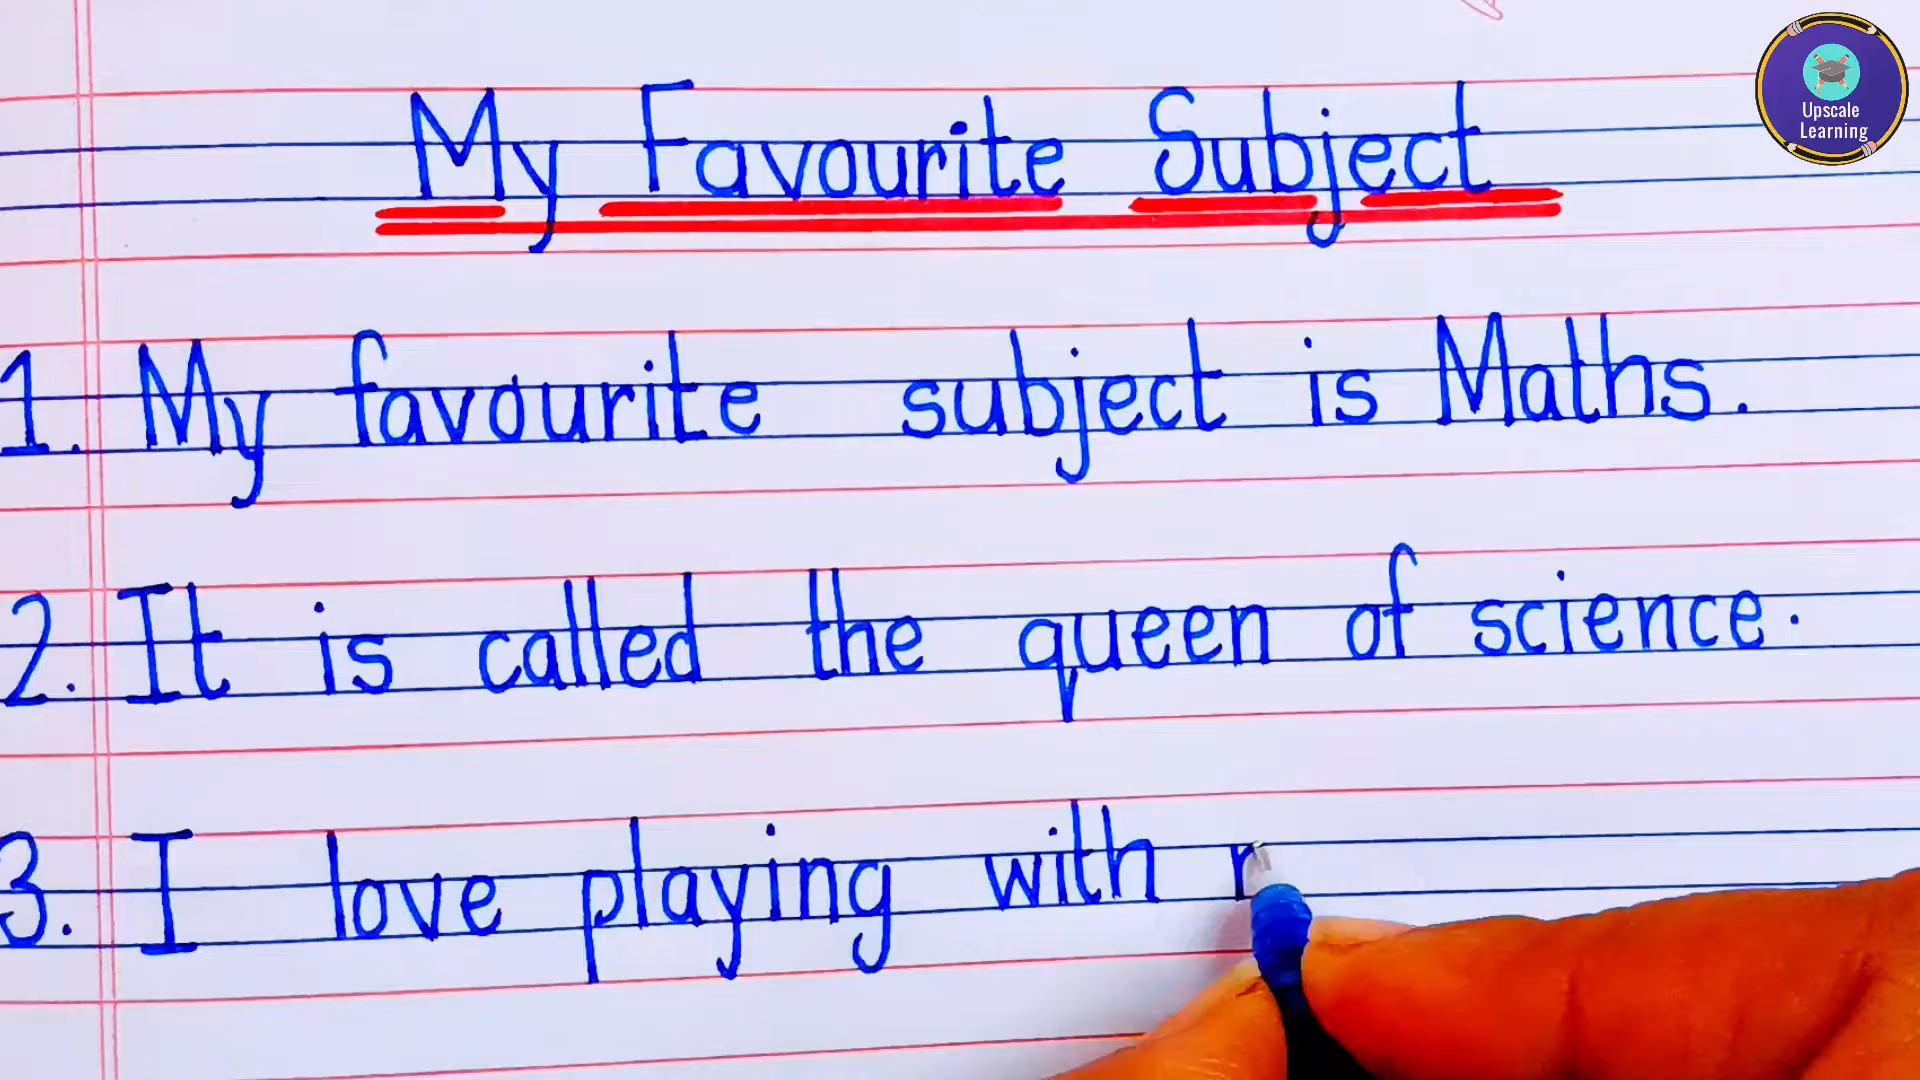 Upscale
Learning
My Favourite Subject
1. My favourite subject is Maths.
2. It is called the queen of science.
3. I love playing with